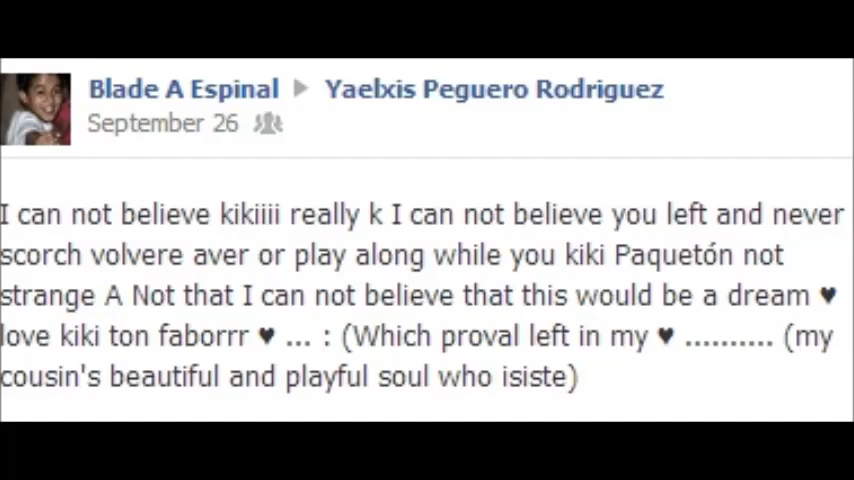 Blade A Espinal ▶ Yaelxis Peguero Rodriguez
September 26
I can not believe kikiiii really k I can not believe you left and never
scorch volvere aver or play along while you kiki Paquetón not
strange A Not that I can not believe that this would be a dream ♥
love kiki ton faborrr ♥ ... : (Which proval left in my ♥ .......... (my
cousin's beautiful and playful soul who isiste)